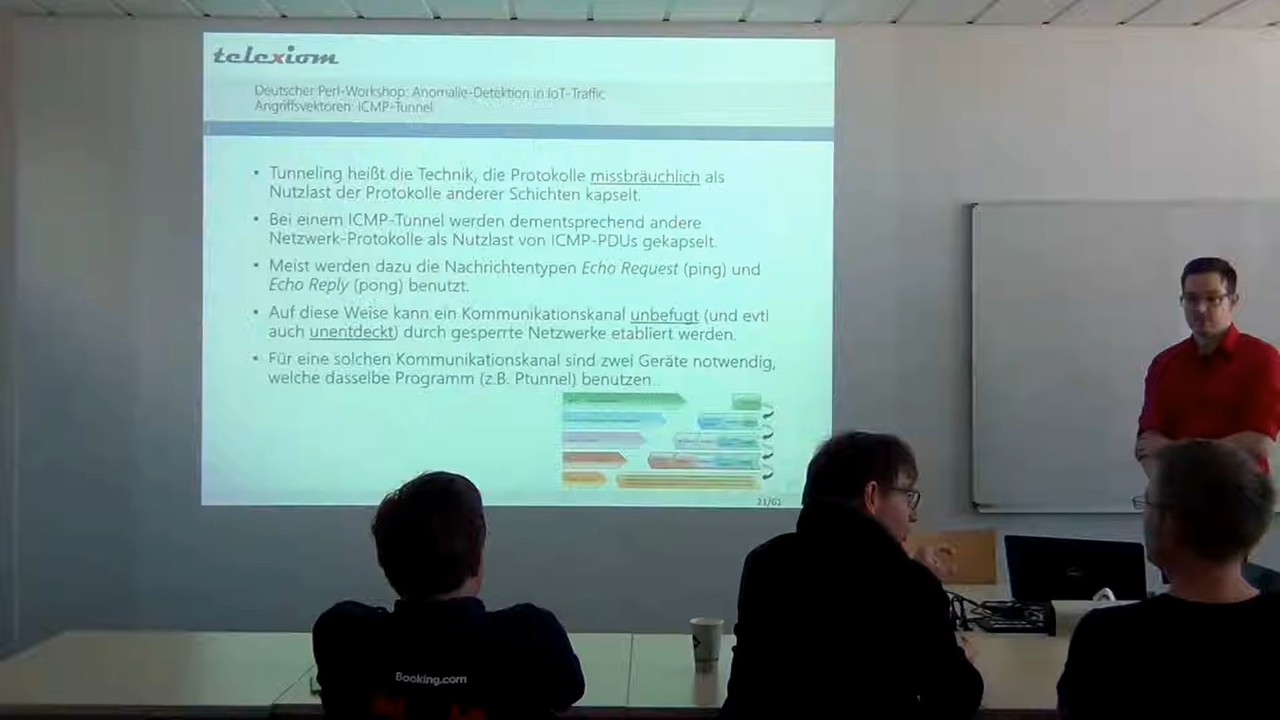 telexiom
Deutscher Perl-Workshop: Anomalie-Detektion in IoT-Traffic
Angriffsvektoren: ICMP-Tunnel
• Tunneling heißt die Technik, die Protokolle missbräuchlich als
Nutzlast der Protokolle anderer Schichten kapselt.
• Bei einem ICMP-Tunnel werden dementsprechend andere
Netzwerk-Protokolle als Nutzlast von ICMP-PDUs gekapselt.
• Meist werden dazu die Nachrichtentypen Echo Request (ping) und
Echo Reply (pong) benutzt.
• Auf diese Weise kann ein Kommunikationskanal unbefugt (und evtl
auch unentdeckt) durch gesperrte Netzwerke etabliert werden.
• Für eine solchen Kommunikationskanal sind zwei Geräte notwendig,
welche dasselbe Programm (z.B. Ptunnel) benutzen.
21/61
Booking.com